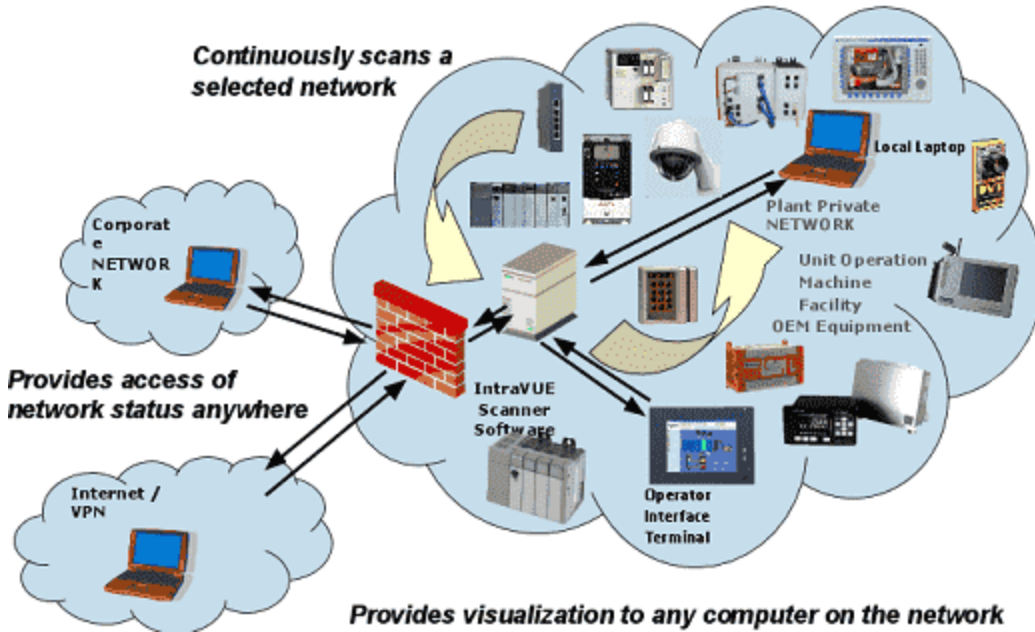 Continuously scans a
selected network
Local Laptop
Plant Private
NETWORK
Corporat
e
NETWOR
K
Unit Operation
Machine
Facility
OEM Equipment
Provides access of
network status anywhere
IntraVUE
Scanner
Software
Internet /
VPN
Operator
Interface
Terminal
Provides visualization to any computer on the network